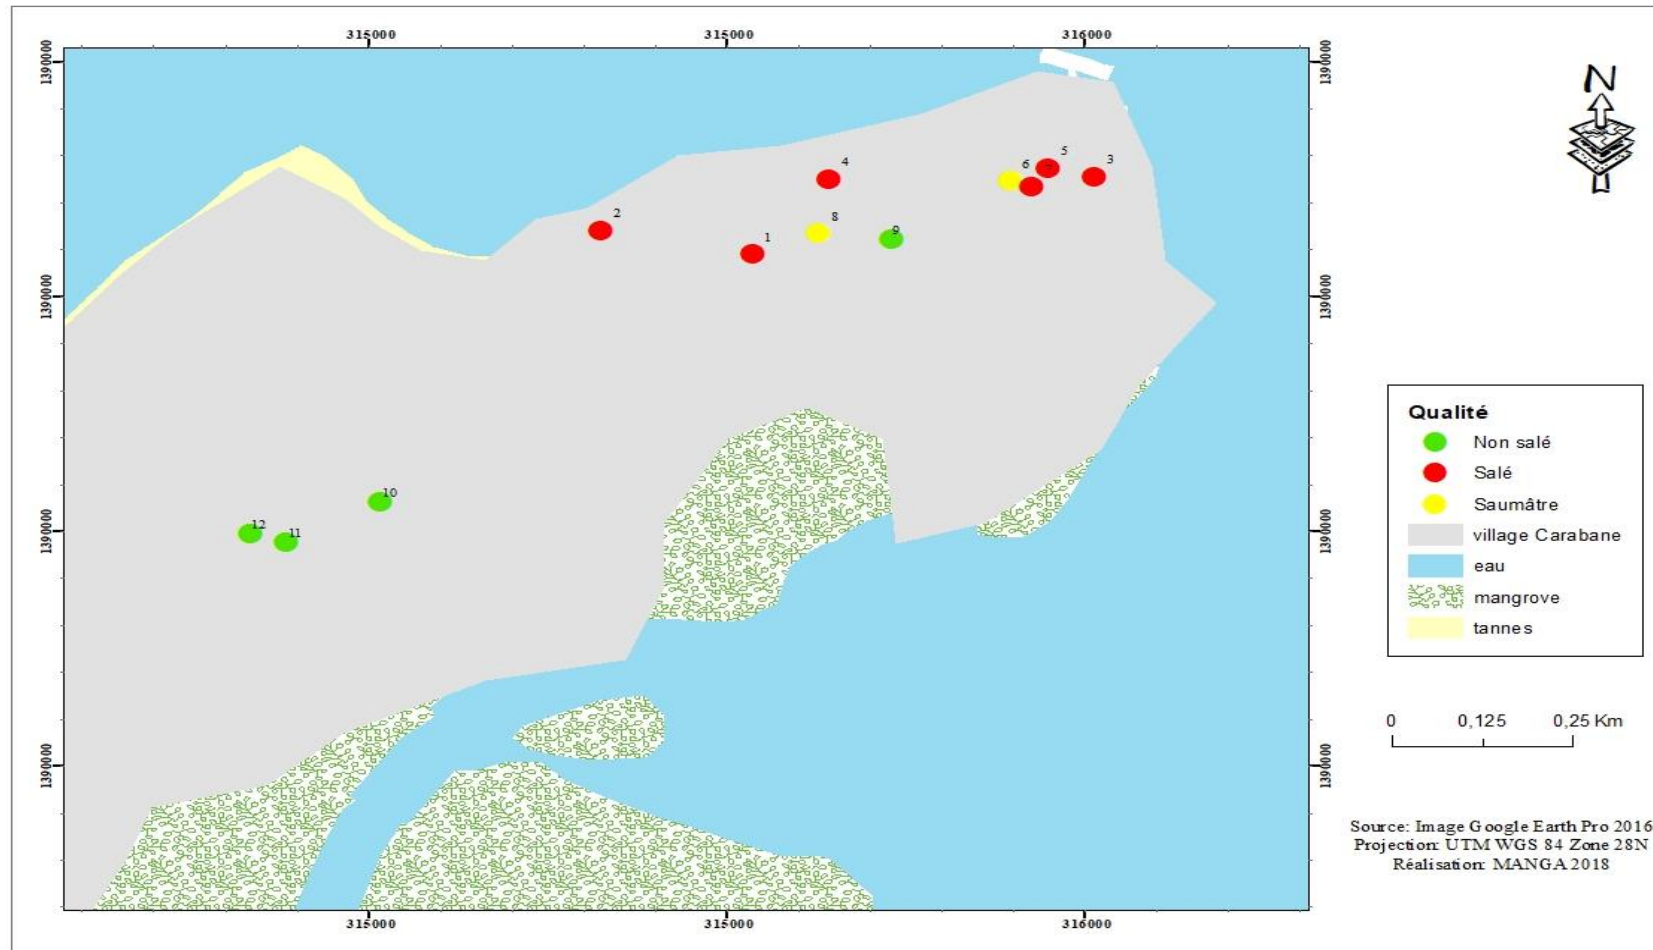 315000 315000 316000
1390000 1390000
N
5
4 6 3
2
8
1 9
1390000 1390000
Qualité
Non salé
Salé
10
Saumâtre
12
11
1390000 1390000
village Carabane
eau
mangrove
tannes
0 0,125 0,25 Km
1390000 1390000
Source: Image Google Earth Pro 2016
Projection: UTM WGS 84 Zone 28N
Réalisation: MANGA 2018
315000 315000 316000